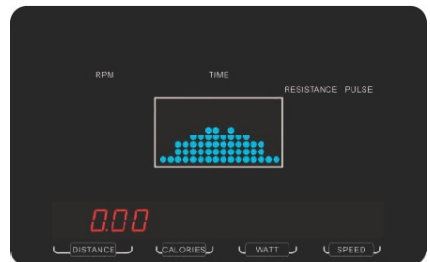 RPM TIME
RESISTANCE PULSE
0.00
DISTANCE CALORIES WATT SPEED